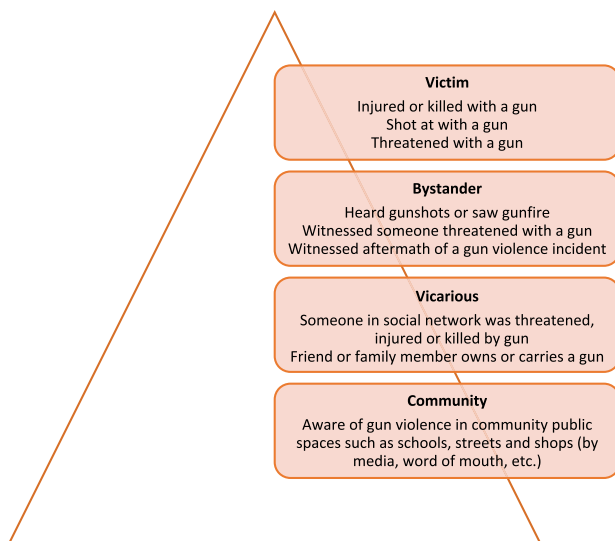 Victim
Injured or killed with a gun
Shot at with a gun
Threatened with a gun
Bystander
Heard gunshots or saw gunfire
Witnessed someone threatened with a gun
Witnessed aftermath of a gun violence incident
Vicarious
Someone in social network was threatened,
injured or killed by gun
Friend or family member owns or carries a gun
Community
Aware of gun violence in community public
spaces such as schools, streets and shops (by
media, word of mouth, etc.)